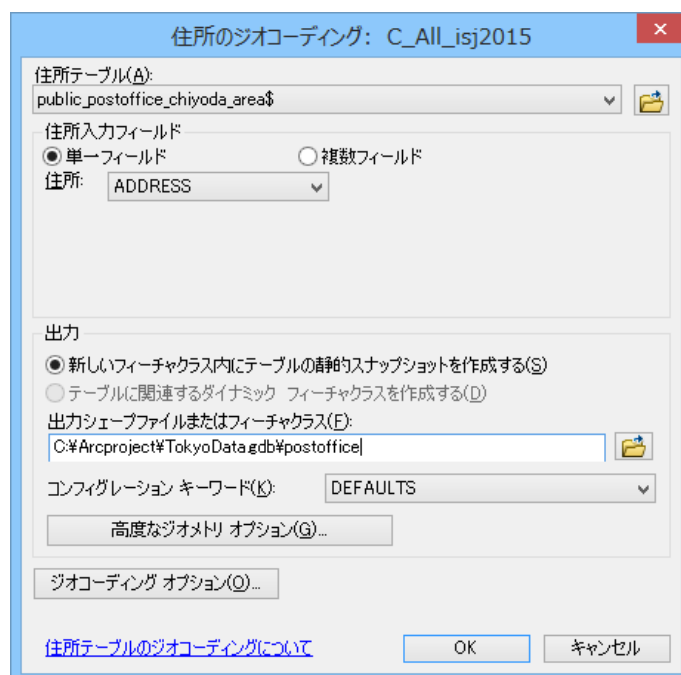 住所のジオコーディング: C_All_isj2015
住所テーブル(A):
public_postoffice_chiyoda_area$
住所入力フィールド
単一フィールド 複数フィールド
住所: ADDRESS
出力
新しいフィーチャクラス内にテーブルの静的スナップショットを作成する(S)
テーブルに関連するダイナミック フィーチャクラスを作成する(D)
出力シェープファイルまたはフィーチャクラス(F):
C:¥Arcproject¥TokyoData.gdb¥postoffice
コンフィグレーション キーワード(K): DEFAULTS
高度なジオメトリ オプション(G)...
ジオコーディング オプション(O)...
住所テーブルのジオコーディングについて OK キャンセル